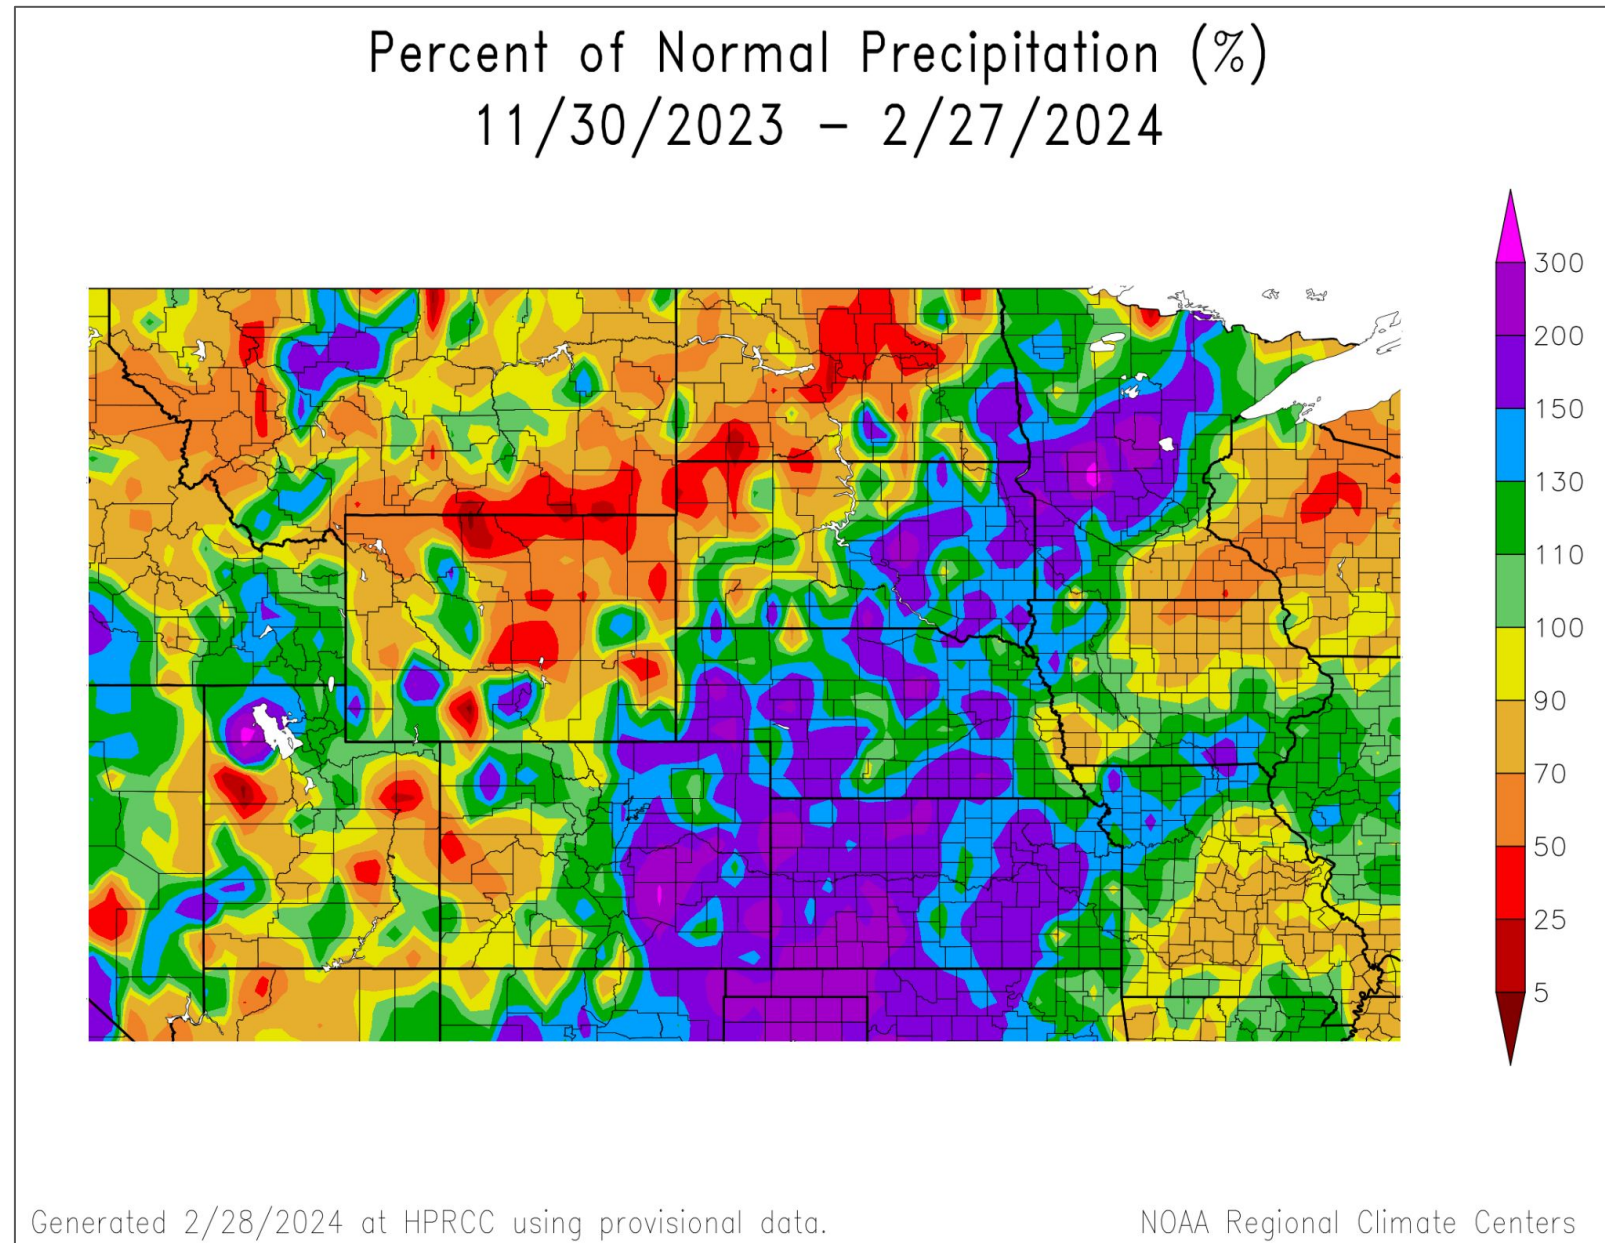 Percent of Normal Precipitation (%)
11/30/2023 – 2/27/2024
300
200
150
130
110
100
90
70
50
25
5
Generated 2/28/2024 at HPRCC using provisional data.
NOAA Regional Climate Centers